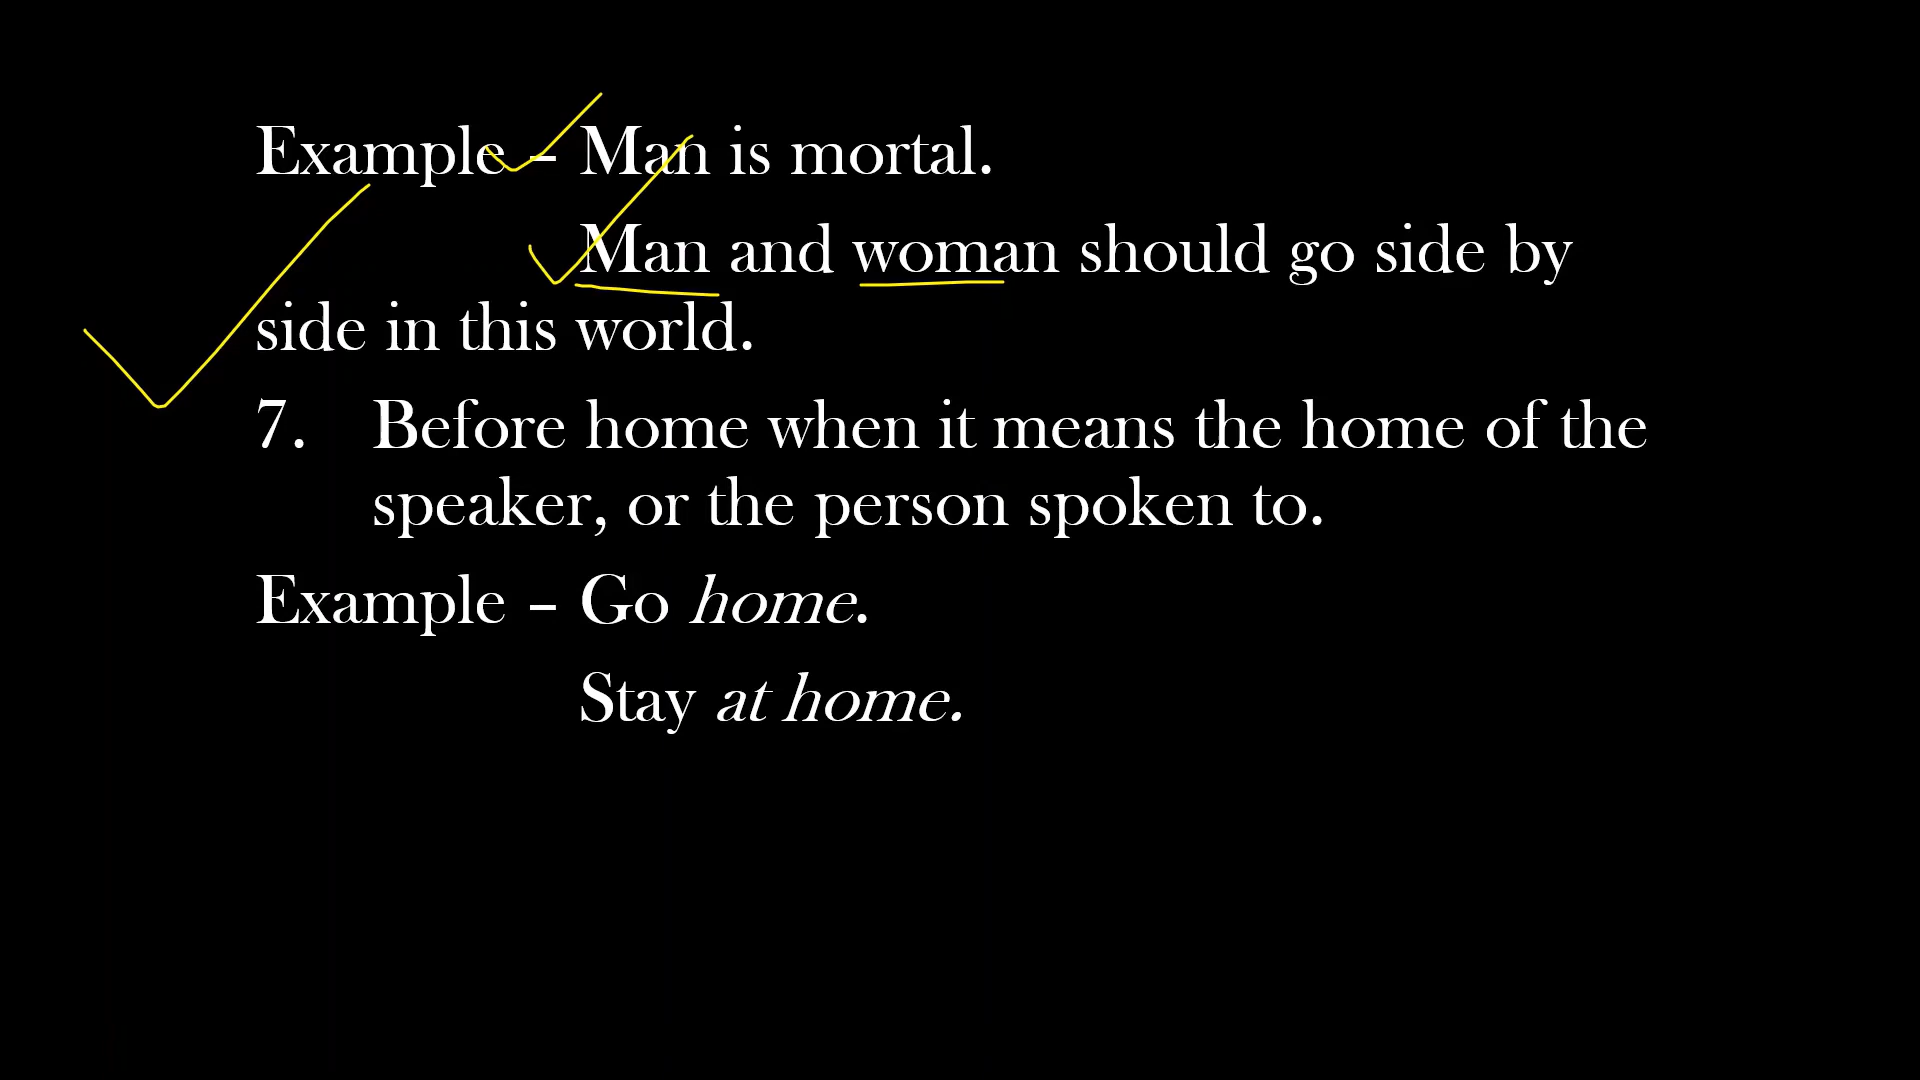 Example – Man is mortal.
Man and woman should go side by
side in this world.
7. Before home when it means the home of the
speaker, or the person spoken to.
Example – Go home.
Stay at home.